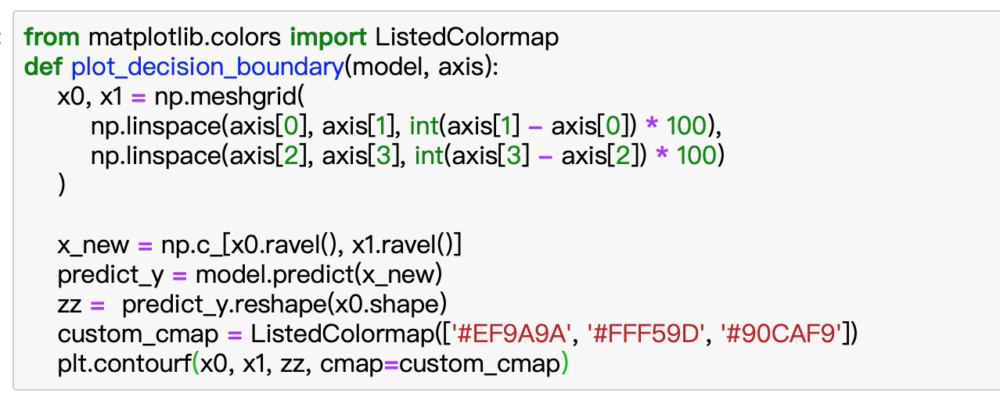 from matplotlib.colors import ListedColormap
def plot_decision_boundary(model, axis):
    x0, x1 = np.meshgrid(
        np.linspace(axis[0], axis[1], int(axis[1] - axis[0]) * 100),
        np.linspace(axis[2], axis[3], int(axis[3] - axis[2]) * 100)
    )

    x_new = np.c_[x0.ravel(), x1.ravel()]
    predict_y = model.predict(x_new)
    zz =  predict_y.reshape(x0.shape)
    custom_cmap = ListedColormap(['#EF9A9A', '#FFF59D', '#90CAF9'])
    plt.contourf(x0, x1, zz, cmap=custom_cmap)